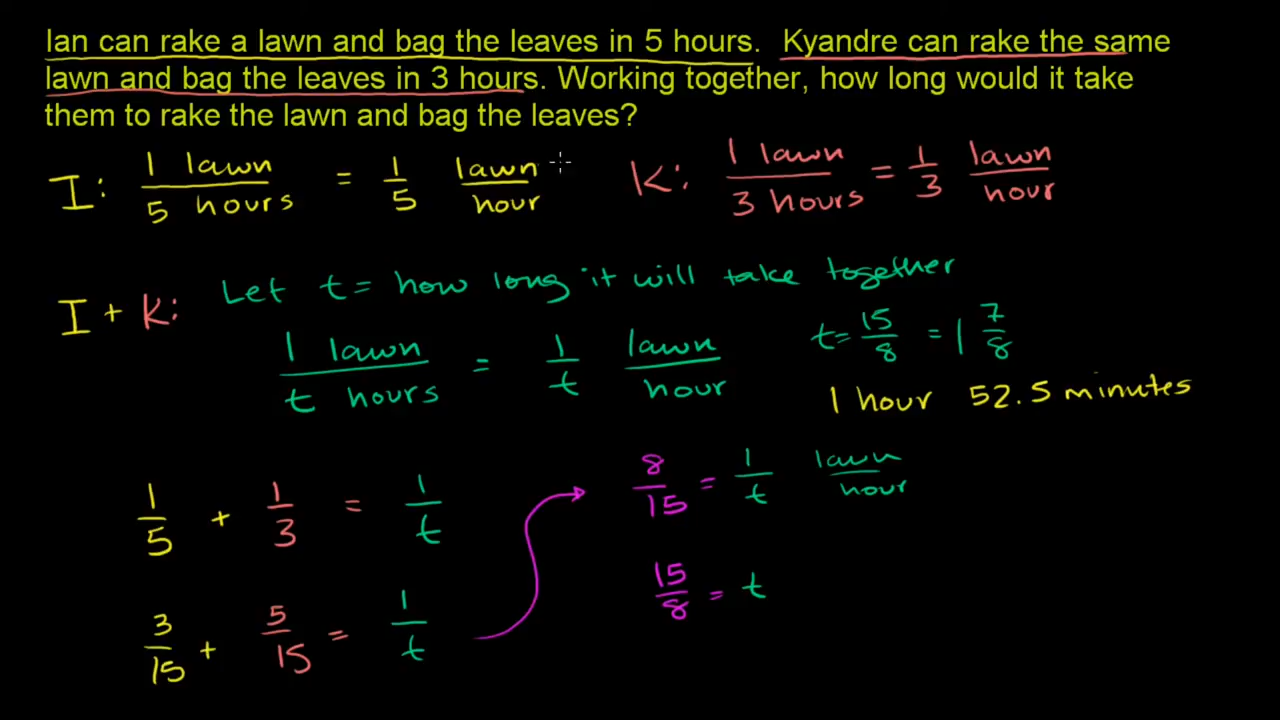 Ian can rake a lawn and bag the leaves in 5 hours. Kyandre can rake the same
lawn and bag the leaves in 3 hours. Working together, how long would it take
them to rake the lawn and bag the leaves?
I: 1 lawn / 5 hours = 1/5 lawn/hour K: 1 lawn / 3 hours = 1/3 lawn/hour
I + K: Let t = how long it will take together
1 lawn / t hours = 1/t lawn/hour
t = 15/8 = 1 7/8
1 hour 52.5 minutes
1/5 + 1/3 = 1/t
3/15 + 5/15 = 1/t
8/15 = 1/t lawn/hour
15/8 = t